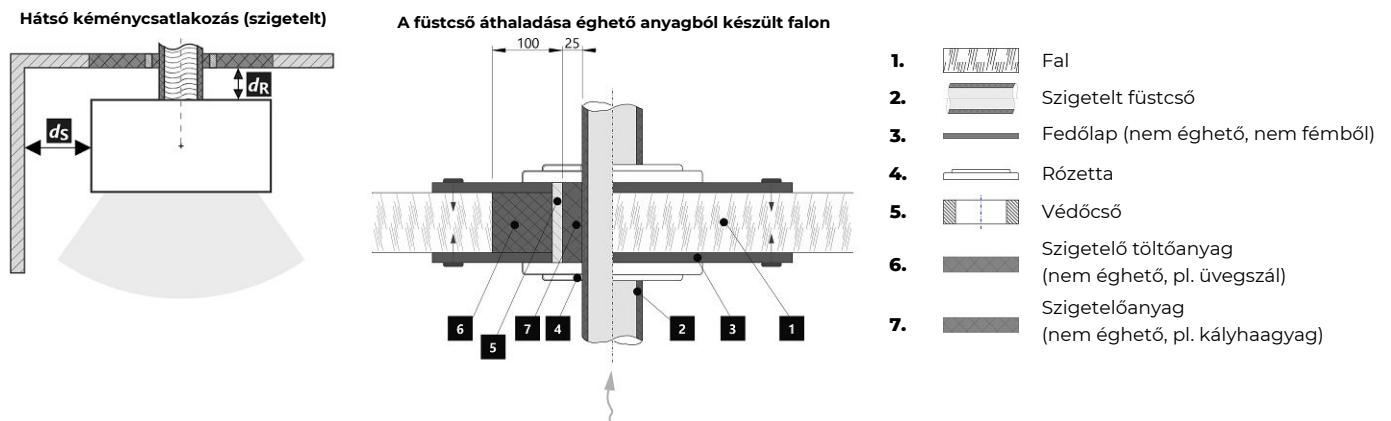 Hátsó kéménycsatlakozás (szigetelt)
dR
dS
A füstcső áthaladása éghető anyagból készült falon
100
25
6
5
7
4
2
3
1
1. Fal
2. Szigetelt füstcső
3. Fedőlap (nem éghető, nem fémből)
4. Rózetta
5. Védőcső
6. Szigetelő töltőanyag
(nem éghető, pl. üvegszál)
7. Szigetelőanyag
(nem éghető, pl. kályhaagyag)